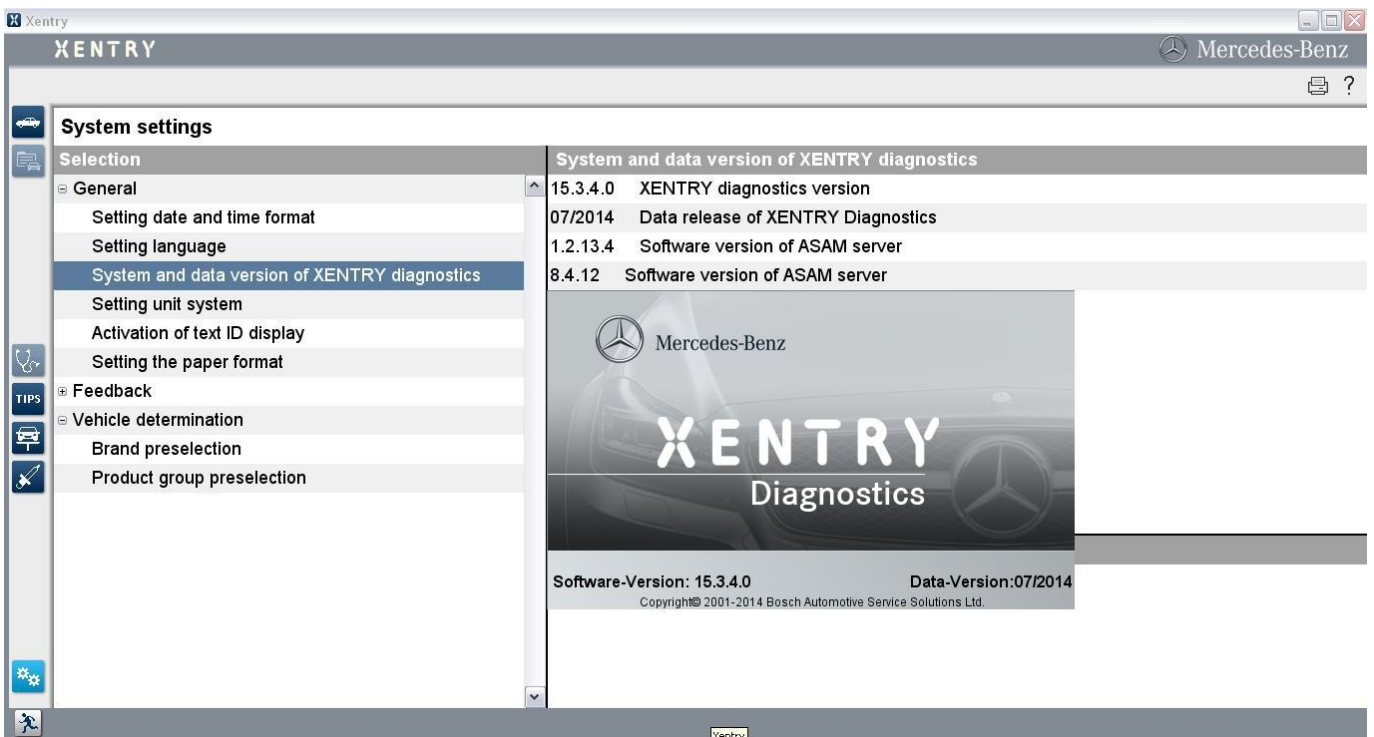 Xentry
XENTRY
Mercedes-Benz
?
System settings
Selection
General
Setting date and time format
Setting language
System and data version of XENTRY diagnostics
Setting unit system
Activation of text ID display
Setting the paper format
Feedback
Vehicle determination
Brand preselection
Product group preselection
TIPS
System and data version of XENTRY diagnostics
15.3.4.0 XENTRY diagnostics version
07/2014 Data release of XENTRY Diagnostics
1.2.13.4 Software version of ASAM server
8.4.12 Software version of ASAM server
Mercedes-Benz
XENTRY
Diagnostics
Software-Version: 15.3.4.0 Data-Version:07/2014
Copyright© 2001-2014 Bosch Automotive Service Solutions Ltd.
Xentry